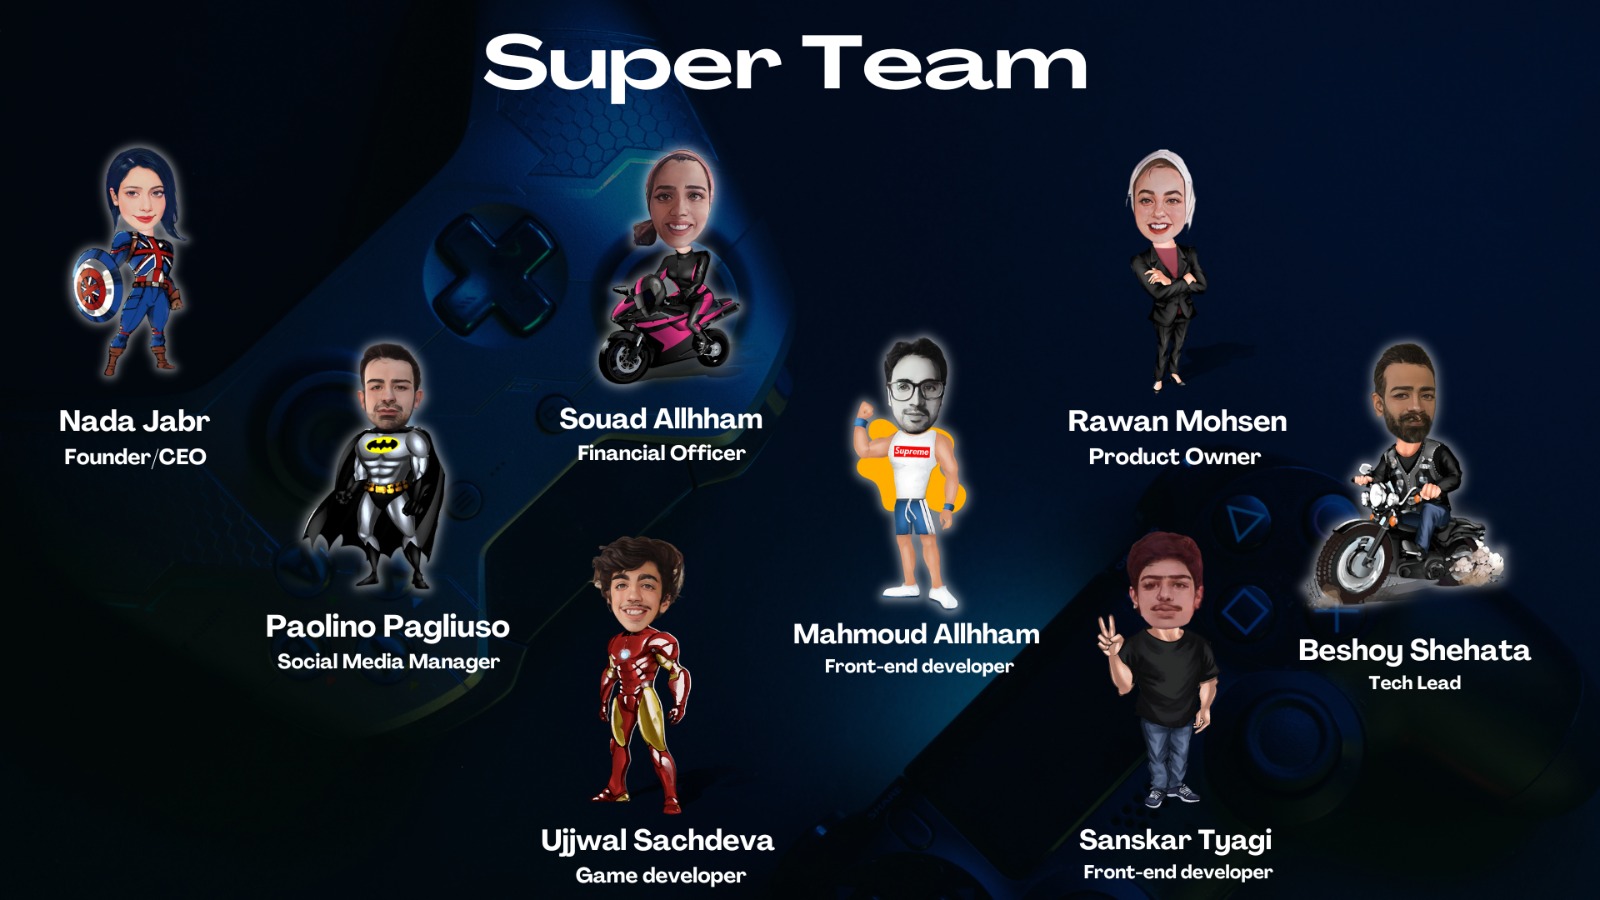 Super Team
Nada Jabr
Founder/CEO
Souad Allhham
Financial Officer
Rawan Mohsen
Product Owner
Supreme
Paolino Pagliuso
Social Media Manager
Mahmoud Allhham
Front-end developer
Beshoy Shehata
Tech Lead
Ujjwal Sachdeva
Game developer
Sanskar Tyagi
Front-end developer